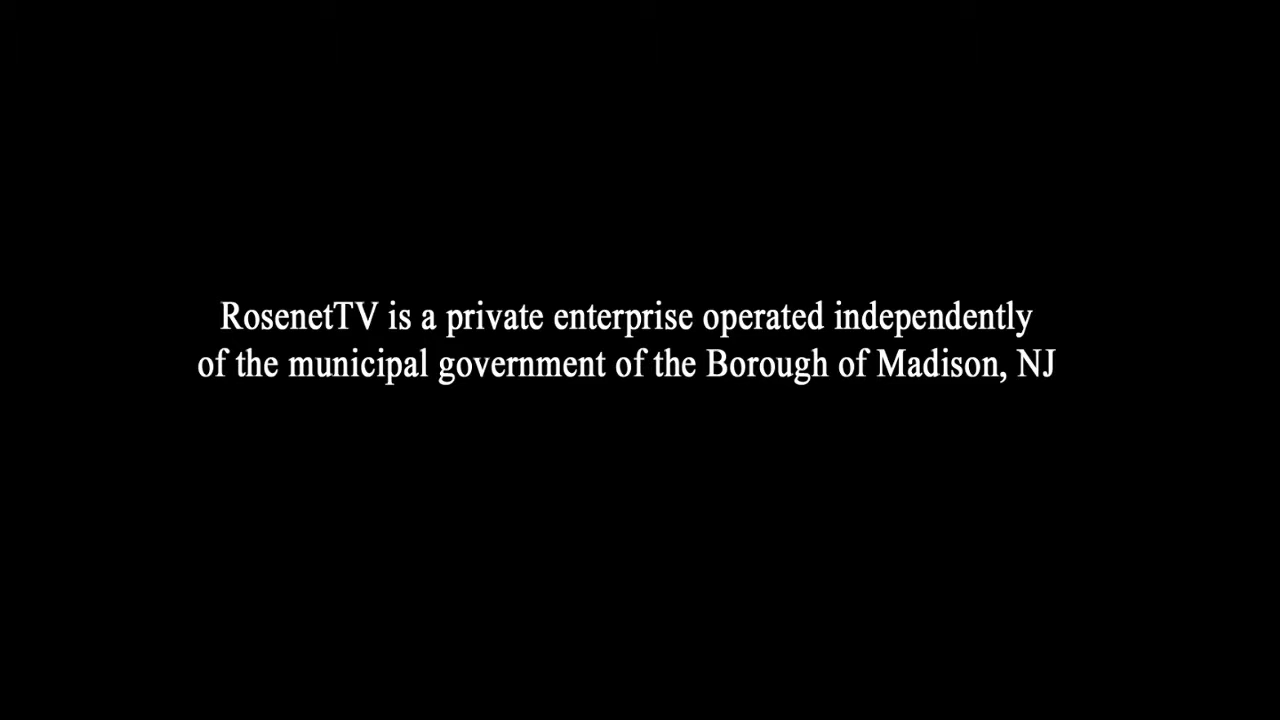 RosenetTV is a private enterprise operated independently
of the municipal government of the Borough of Madison, NJ